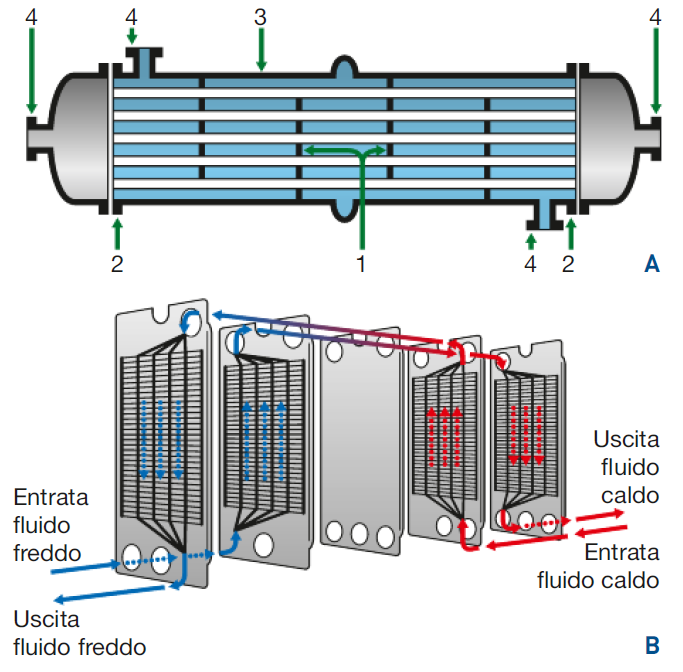 4
4
3
4
2
1
4
2
A
Entrata
fluido
freddo
Uscita
fluido freddo
Uscita
fluido
caldo
Entrata
fluido caldo
B